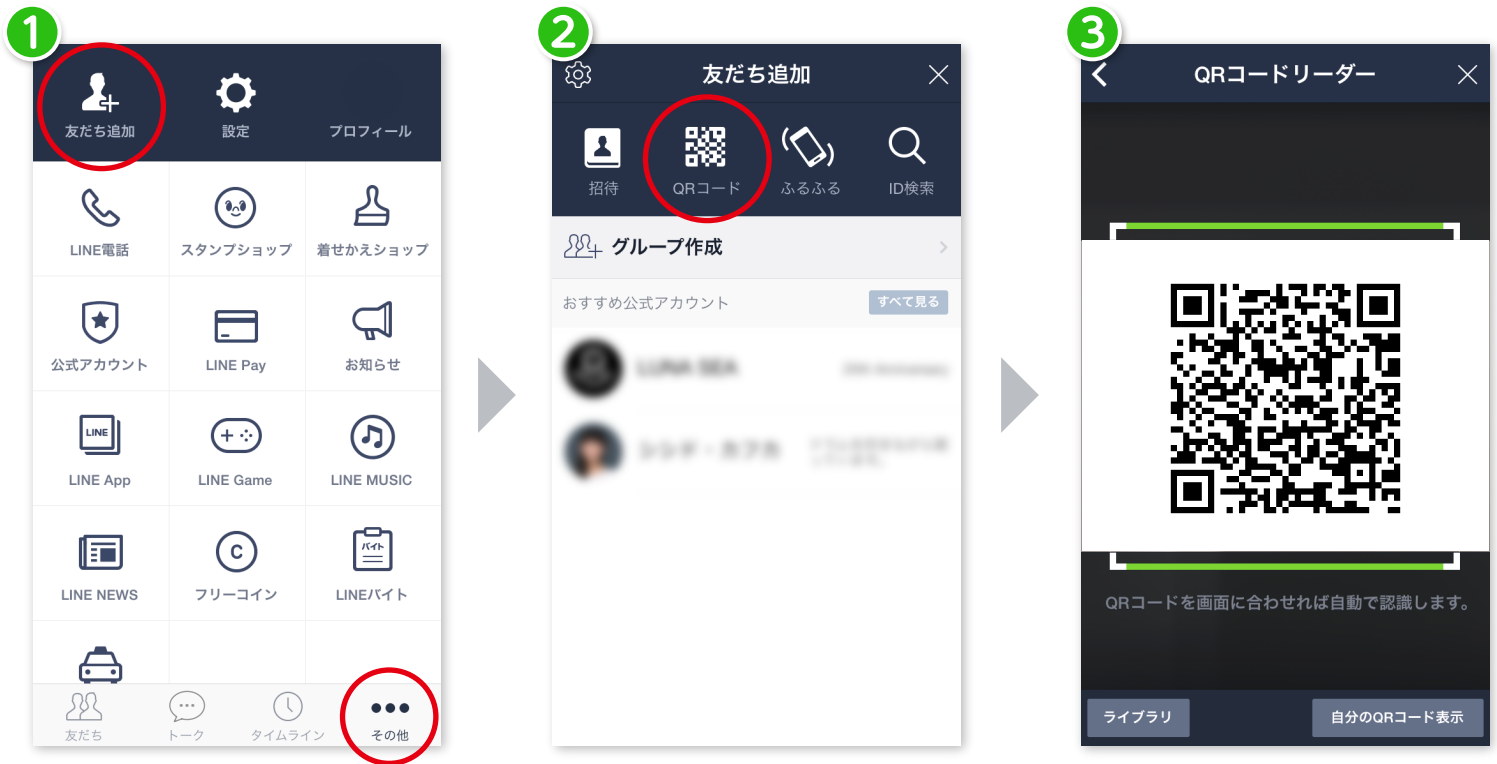 1
友だち追加
設定
プロフィール
LINE電話
スタンプショップ
着せかえショップ
公式アカウント
LINE Pay
お知らせ
LINE
LINE App
LINE Game
LINE MUSIC
バイト
LINE NEWS
C
フリーコイン
LINEバイト
友だち
トーク
タイムライン
その他
2
友だち追加
招待
QRコード
ふるふる
ID検索
グループ作成
おすすめ公式アカウント
すべて見る
LUNA SEA
シシド・カフカ
3
QRコードリーダー
QRコードを画面に合わせれば自動で認識します。
ライブラリ
自分のQRコード表示